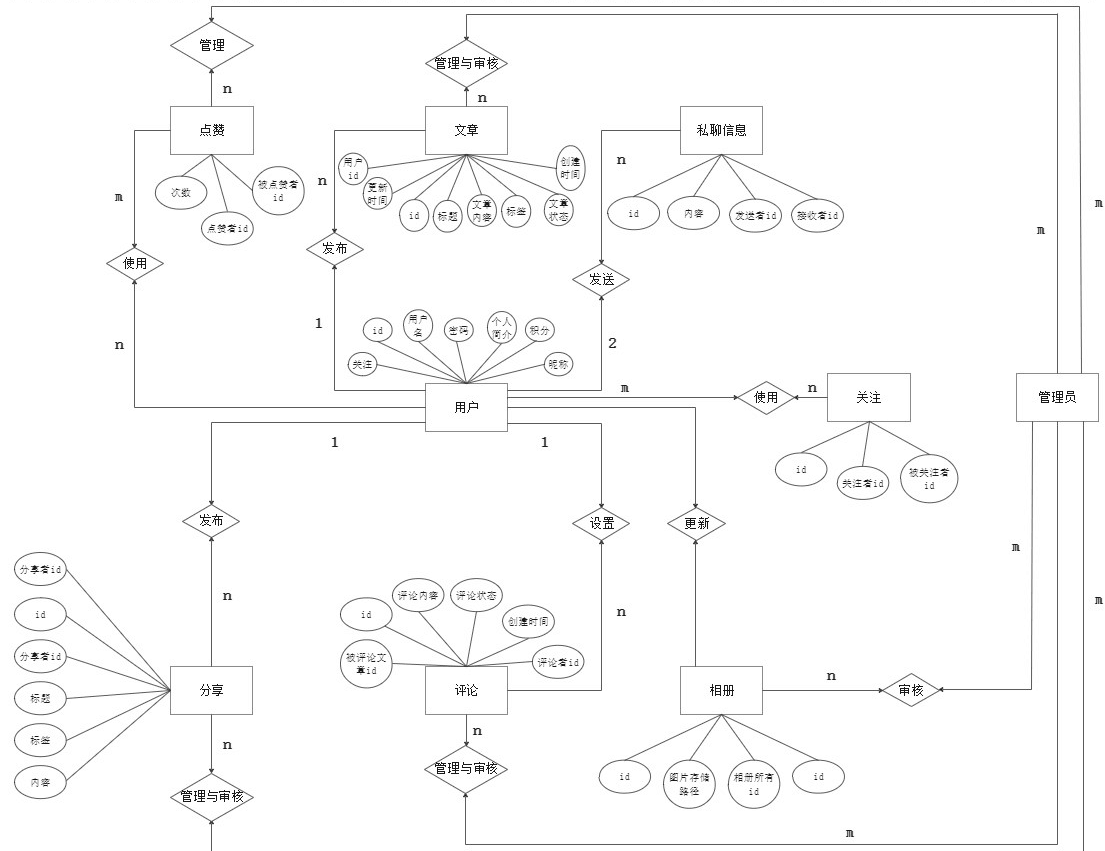 管理
管理与审核
n
n
点赞
文章
私聊信息
次数
被点赞者
id
点赞者id
用户
id
更新
时间
id
标题
文章
内容
标签
文章
状态
创建
时间
id
内容
发送者id
接收者id
m
n
n
m
m
使用
发布
发送
n
1
2
关注
id
用户
名
密码
个人
简介
积分
昵称
用户
m
使用
n
关注
管理员
1
1
id
关注者id
被关注者
id
发布
设置
更新
m
m
分享者id
id
分享者id
标题
标签
内容
n
n
id
评论内容
评论状态
创建时间
被评论文
章id
评论者id
分享
评论
相册
n
审核
n
n
管理与审核
管理与审核
id
图片存储
路径
相册所有
id
id
m